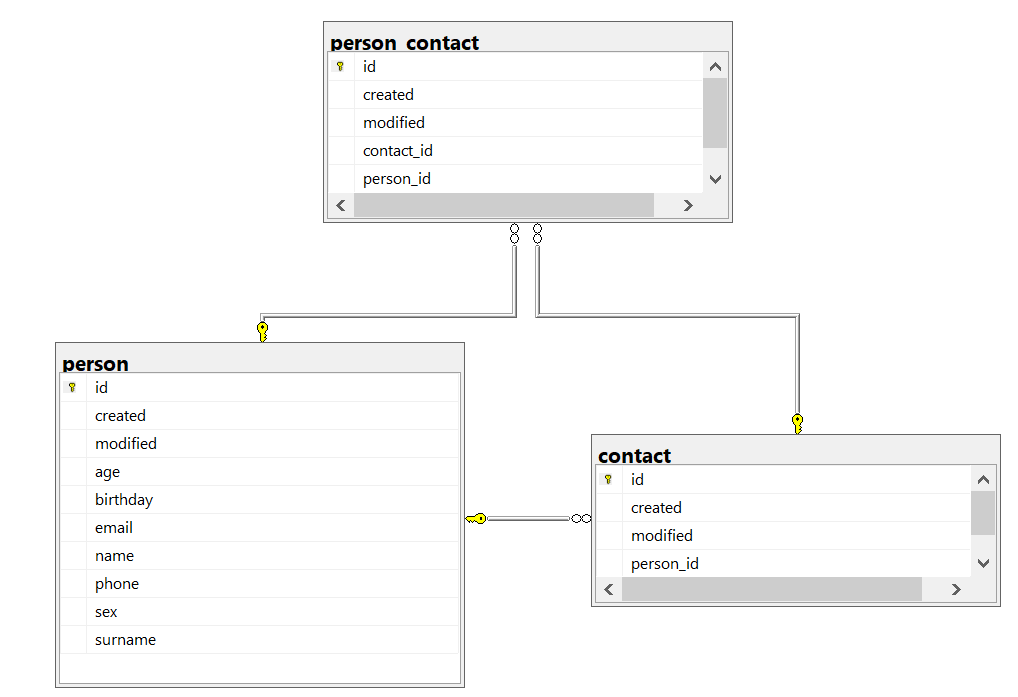 person_contact
id
created
modified
contact_id
person_id
person
id
created
modified
age
birthday
email
name
phone
sex
surname
contact
id
created
modified
person_id